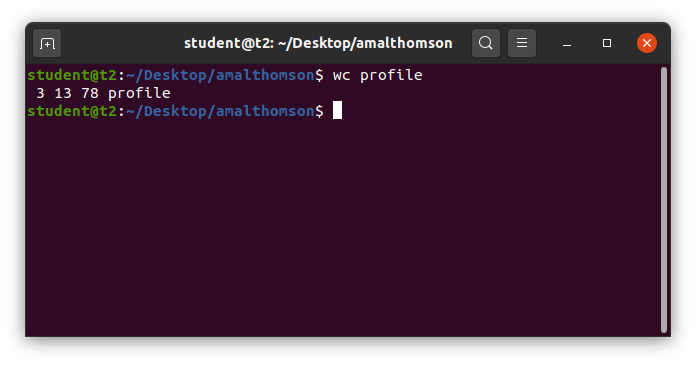 student@t2: ~/Desktop/amalthomson
student@t2:~/Desktop/amalthomson$ wc profile
 3 13 78 profile
student@t2:~/Desktop/amalthomson$